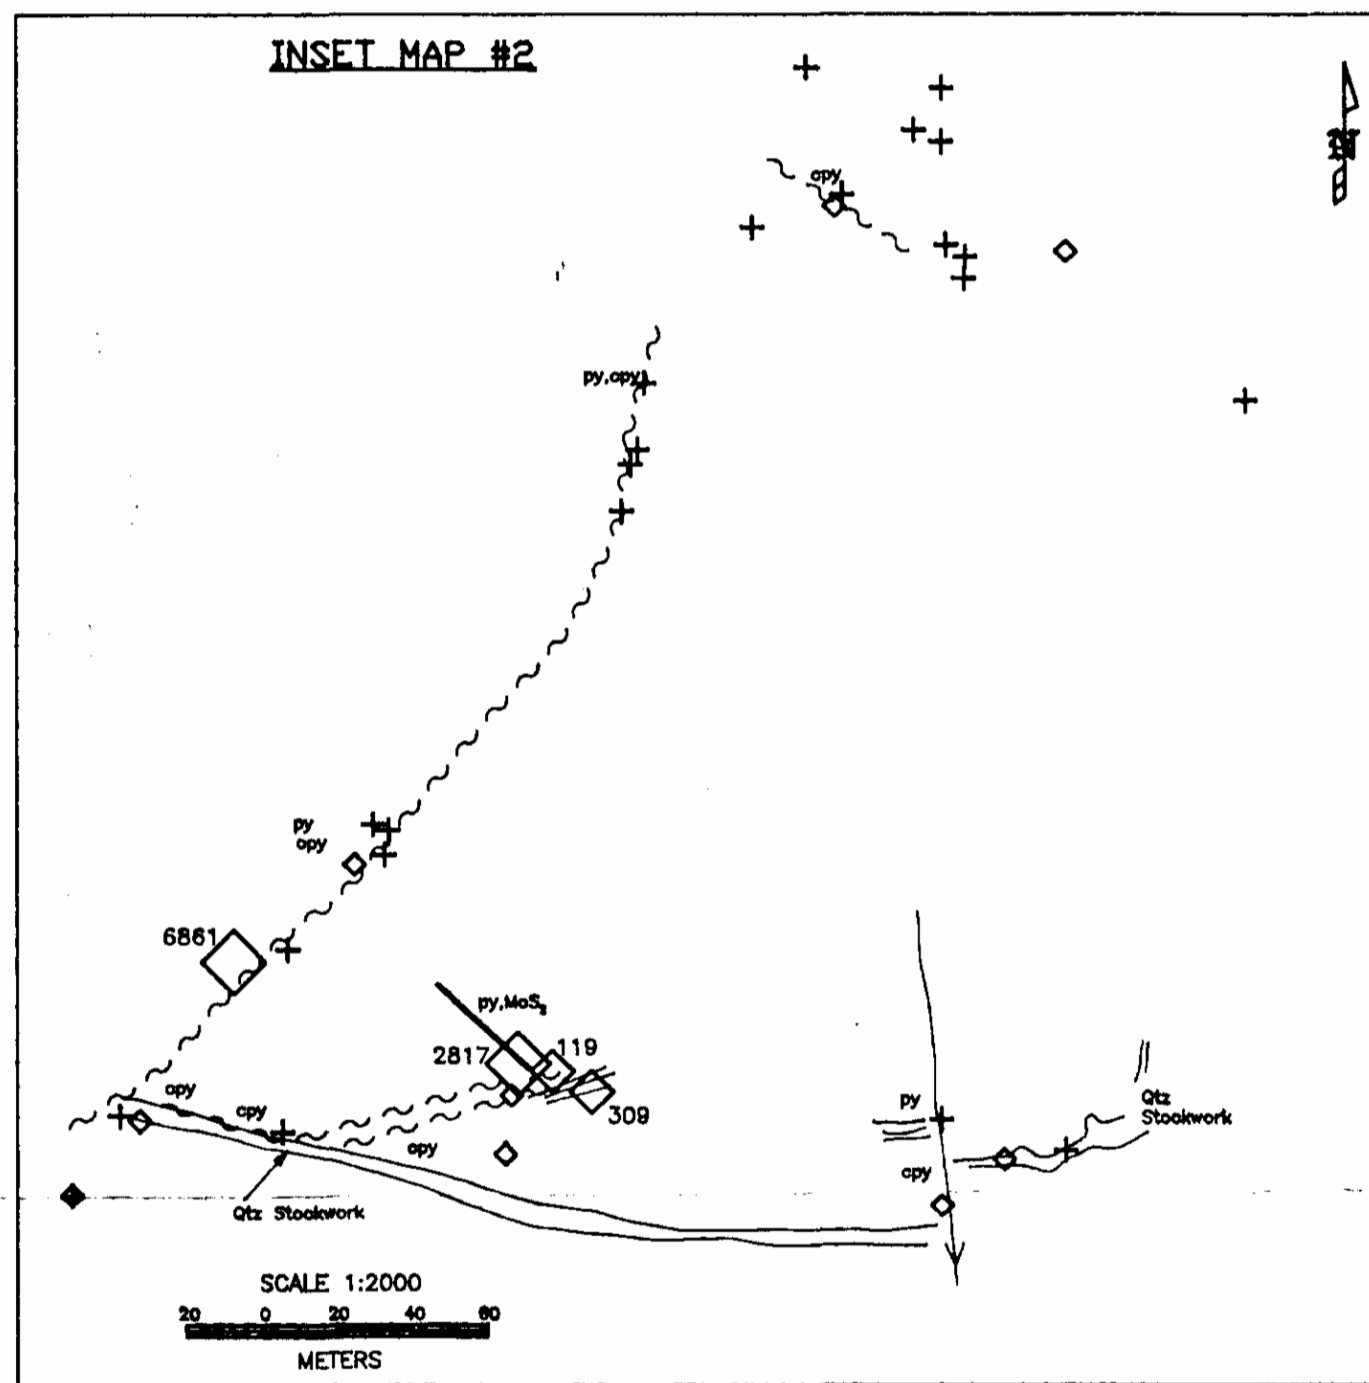 INSET MAP #2
N
cpy
py,cpy
py
cpy
6861
py,MoS₂
2817
119
309
cpy
cpy
cpy
Qtz Stockwork
py
cpy
Qtz
Stockwork
SCALE 1:2000
20 0 20 40 60
METERS